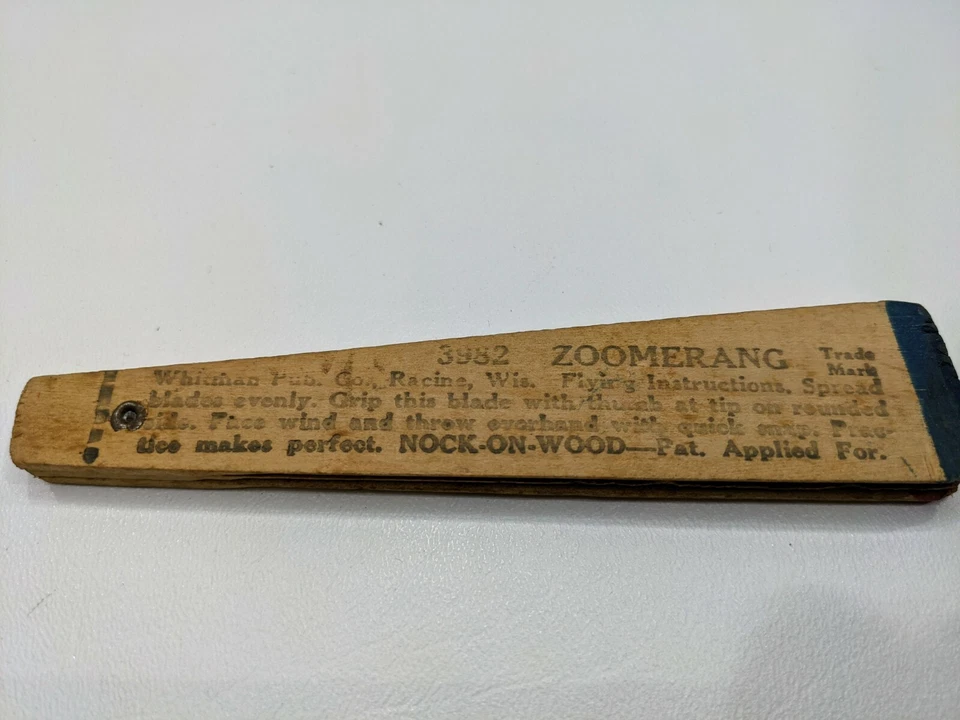 3982 ZOOMERANG Trade Mark
Whitman Pub. Co., Racine, Wis. Flying Instructions. Spread
blades evenly. Grip this blade with thumb at tip on rounded
side. Face wind and throw overhand with quick snap. Prac-
tice makes perfect. NOCK-ON-WOOD—Pat. Applied For.